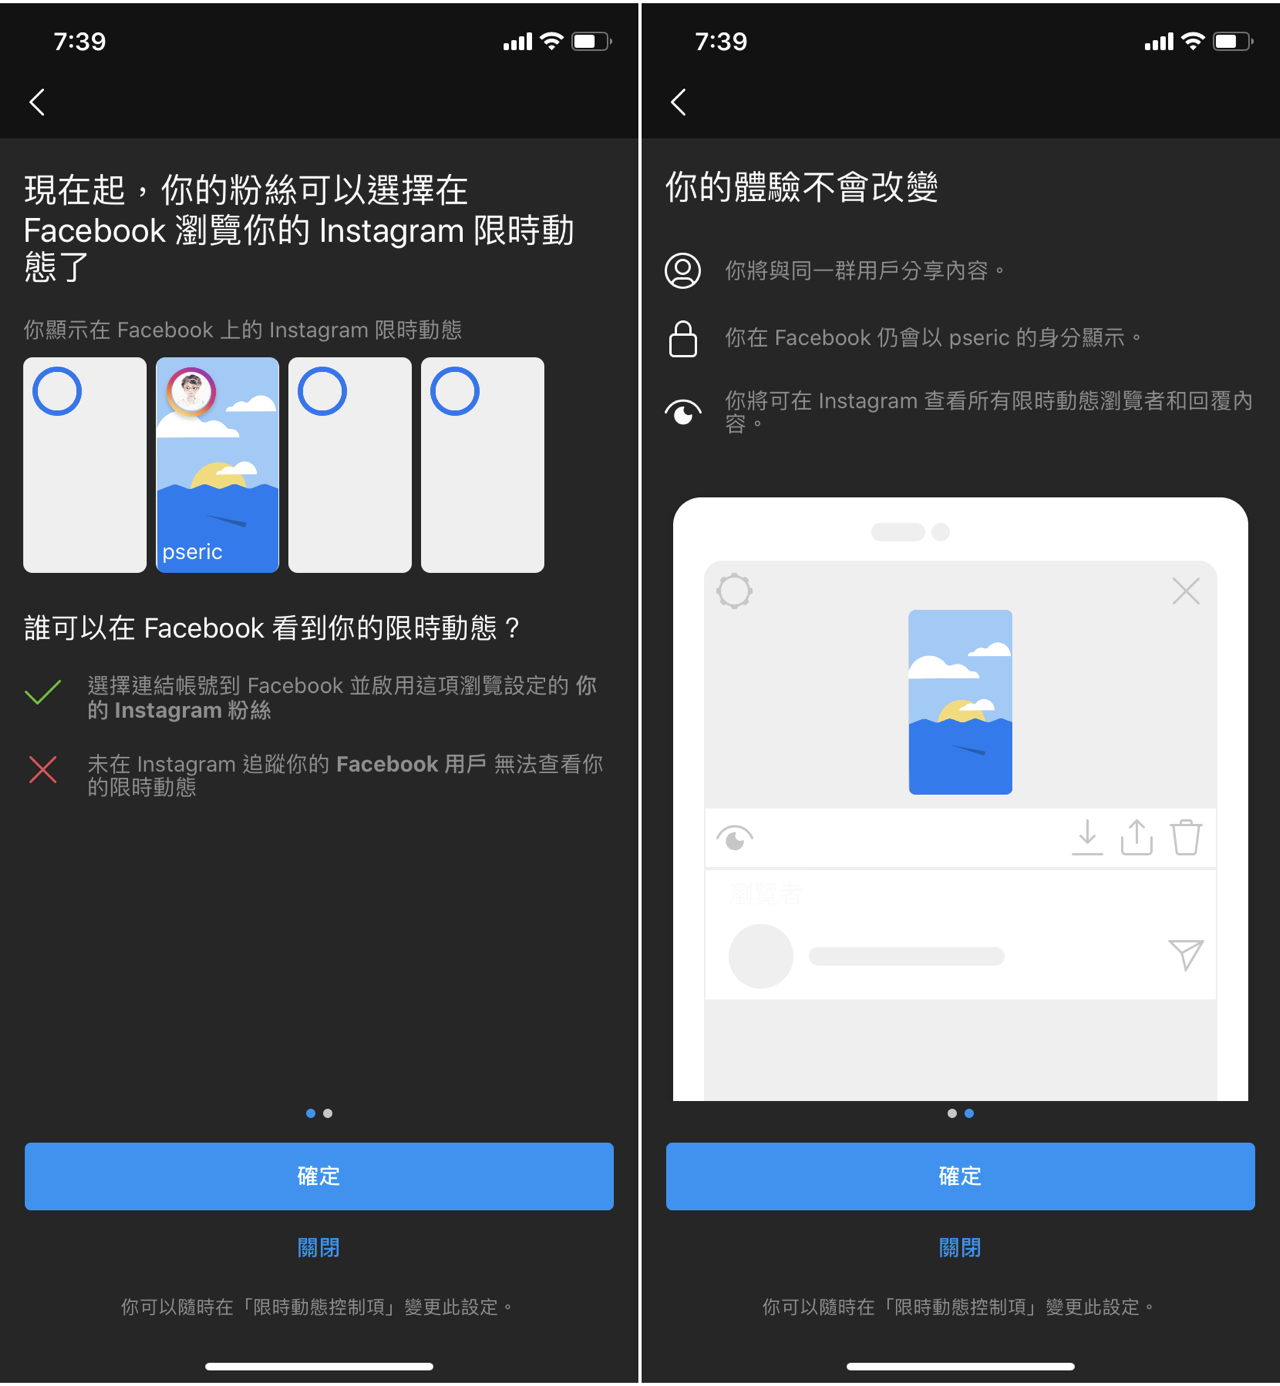 7:39
現在起，你的粉絲可以選擇在
Facebook 瀏覽你的 Instagram 限時動
態了
你顯示在 Facebook 上的 Instagram 限時動態
pseric
誰可以在 Facebook 看到你的限時動態？
選擇連結帳號到 Facebook 並啟用這項瀏覽設定的 你
的 Instagram 粉絲
未在 Instagram 追蹤你的 Facebook 用戶 無法查看你
的限時動態
確定
關閉
你可以隨時在「限時動態控制項」變更此設定。
7:39
你的體驗不會改變
你將與同一群用戶分享內容。
你在 Facebook 仍會以 pseric 的身分顯示。
你將可在 Instagram 查看所有限時動態瀏覽者和回覆內
容。
瀏覽者
確定
關閉
你可以隨時在「限時動態控制項」變更此設定。